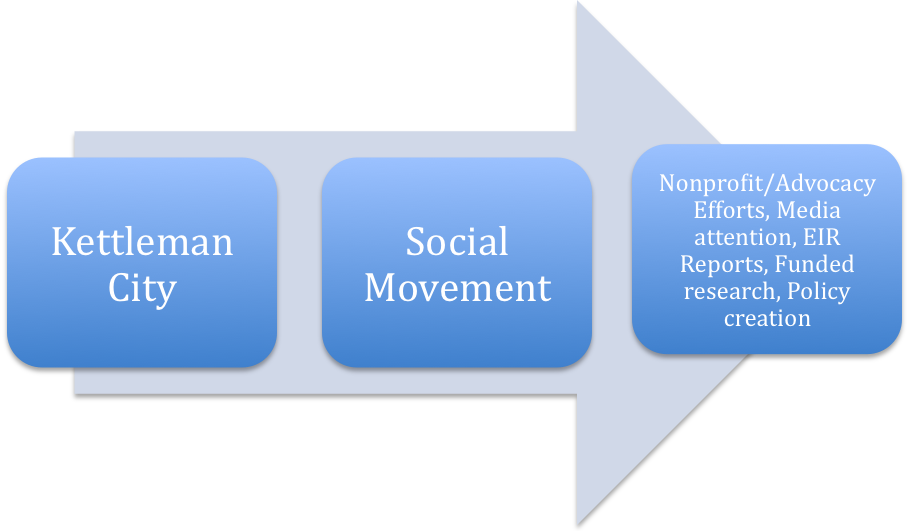 Kettleman
City
Social
Movement
Nonprofit/Advocacy
Efforts, Media
attention, EIR
Reports, Funded
research, Policy
creation